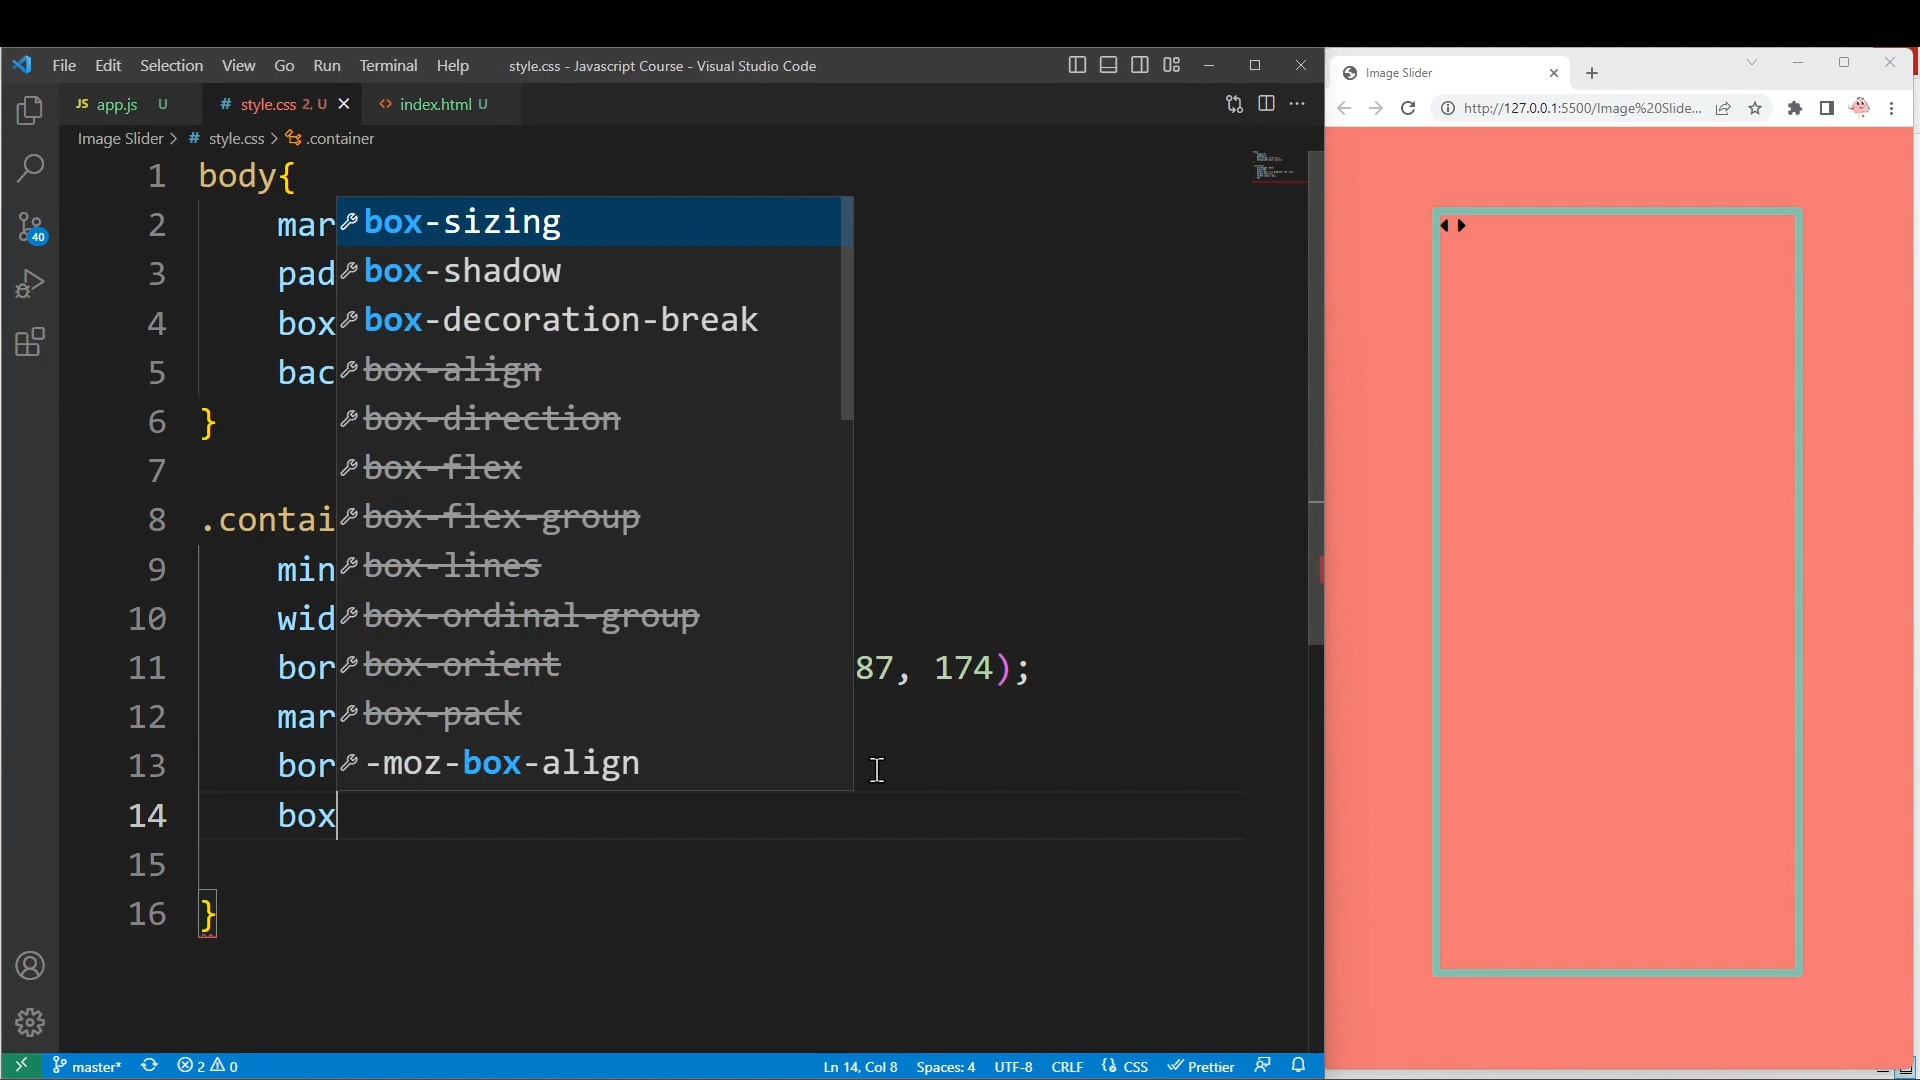 File Edit Selection View Go Run Terminal Help style.css - Javascript Course - Visual Studio Code
Image Slider
JS app.js U # style.css 2, U index.html U
http://127.0.0.1:5500/Image%20Slide...
Image Slider > # style.css > .container
1 body{
2 mar
3 pad
4 box
5 bac
6 }
7
8 .contai
9 min
10 wid
11 bor 87, 174);
12 mar
13 bor
14 box
15
16 }
box-sizing
box-shadow
box-decoration-break
box-align
box-direction
box-flex
box-flex-group
box-lines
box-ordinal-group
box-orient
box-pack
-moz-box-align
40
master* 2 0 Ln 14, Col 8 Spaces: 4 UTF-8 CRLF CSS Prettier